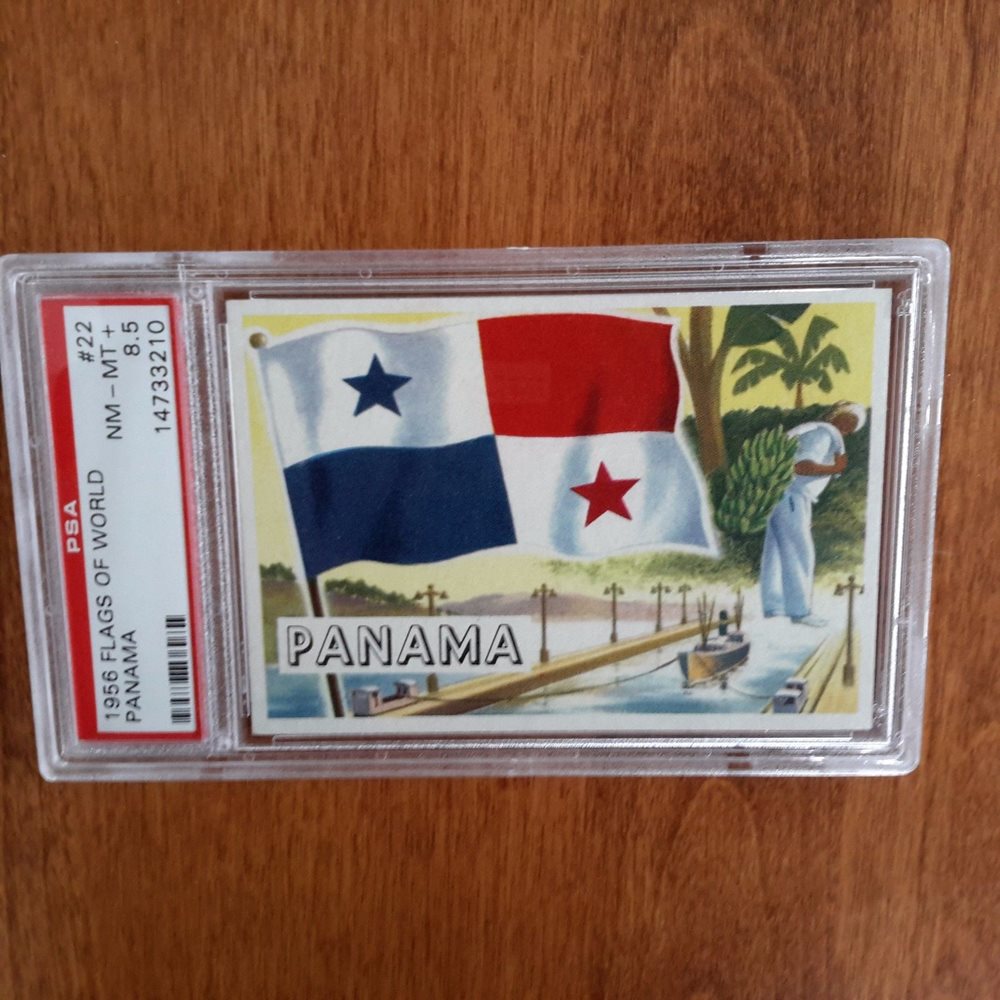 PSA
1956 FLAGS OF WORLD #22
PANAMA NM - MT +
8.5
14733210
PANAMA